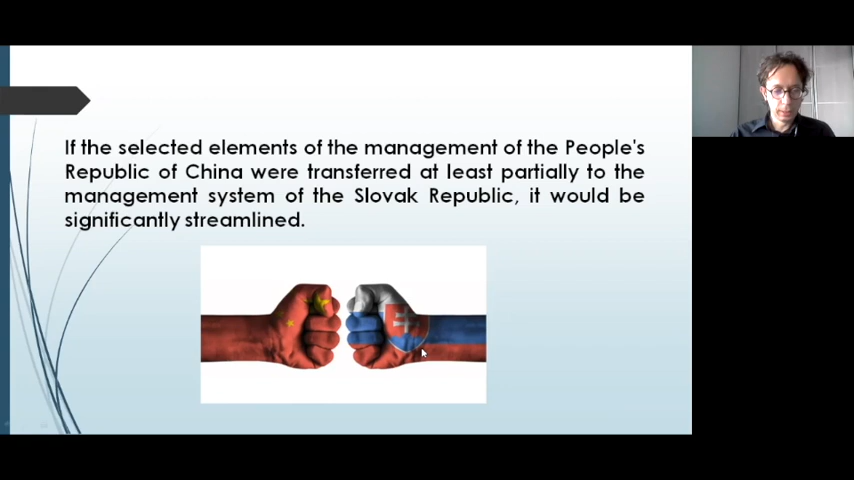 If the selected elements of the management of the People's
Republic of China were transferred at least partially to the
management system of the Slovak Republic, it would be
significantly streamlined.